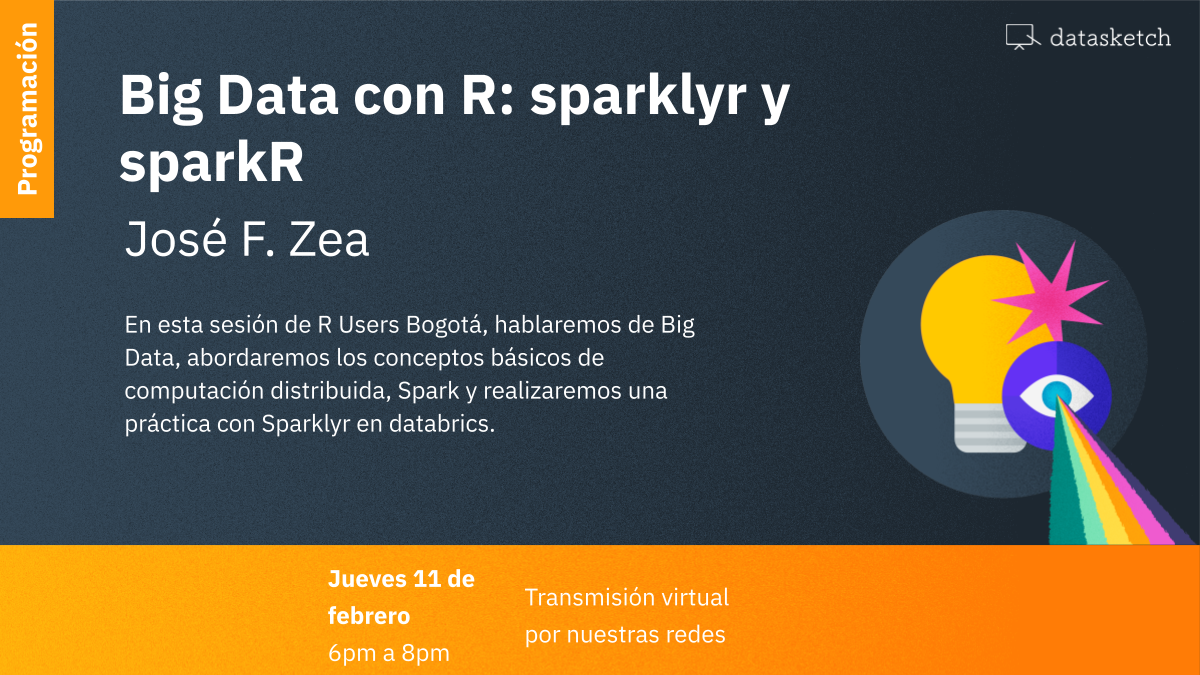 Programación
datasketch
Big Data con R: sparklyr y
sparkR
José F. Zea
En esta sesión de R Users Bogotá, hablaremos de Big
Data, abordaremos los conceptos básicos de
computación distribuida, Spark y realizaremos una
práctica con Sparklyr en databrics.
Jueves 11 de
febrero
6pm a 8pm
Transmisión virtual
por nuestras redes